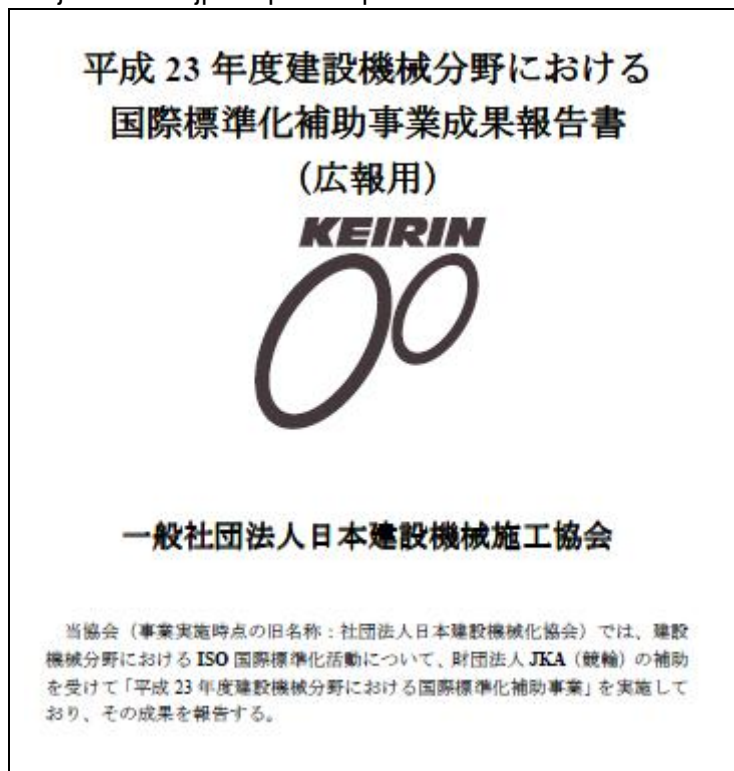 平成 23 年度建設機械分野における
国際標準化補助事業成果報告書
（広報用）
KEIRIN
一般社団法人日本建設機械施工協会
当協会（事業実施時点の旧名称：社団法人日本建設機械化協会）では、建設
機械分野における ISO 国際標準化活動について、財団法人 JKA（競輪）の補助
を受けて「平成 23 年度建設機械分野における国際標準化補助事業」を実施して
おり、その成果を報告する。